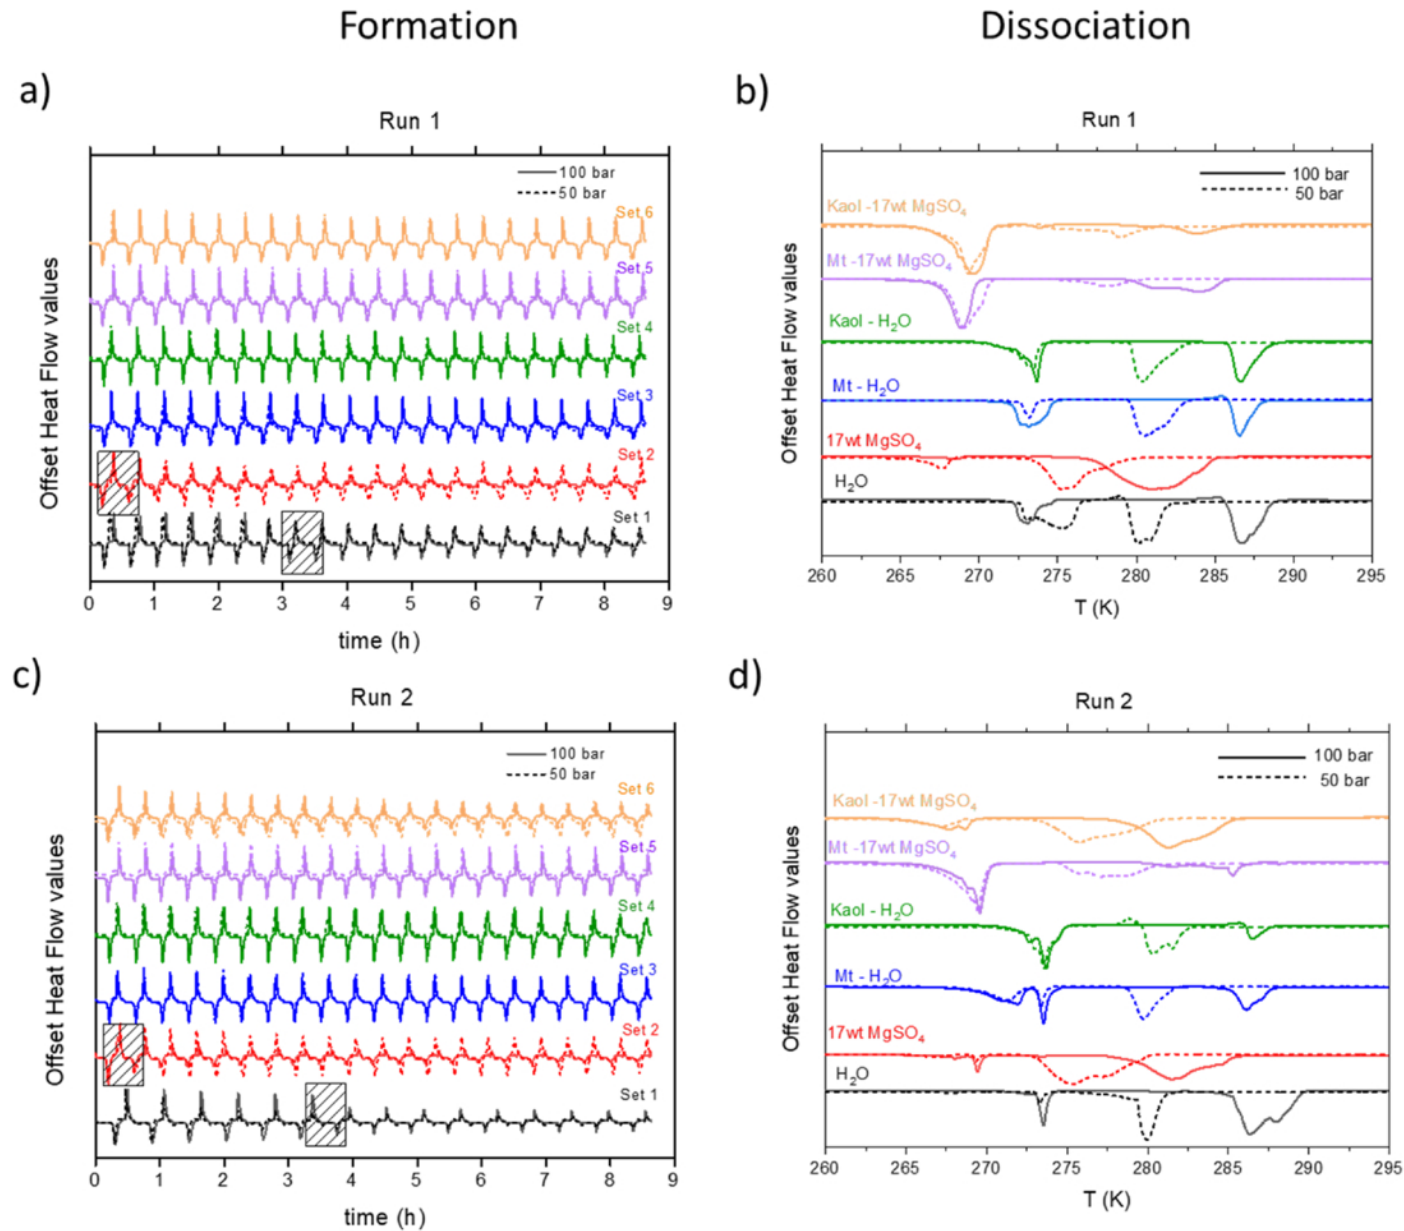 Formation
Dissociation
a)
Run 1
100 bar
50 bar
Set 6
Set 5
Set 4
Set 3
Set 2
Set 1
Offset Heat Flow values
0 1 2 3 4 5 6 7 8 9
time (h)
b)
Run 1
100 bar
50 bar
Kaol -17wt MgSO₄
Mt -17wt MgSO₄
Kaol - H₂O
Mt - H₂O
17wt MgSO₄
H₂O
Offset Heat Flow values
260 265 270 275 280 285 290 295
T (K)
c)
Run 2
100 bar
50 bar
Set 6
Set 5
Set 4
Set 3
Set 2
Set 1
Offset Heat Flow values
0 1 2 3 4 5 6 7 8 9
time (h)
d)
Run 2
100 bar
50 bar
Kaol -17wt MgSO₄
Mt -17wt MgSO₄
Kaol - H₂O
Mt - H₂O
17wt MgSO₄
H₂O
Offset Heat Flow values
260 265 270 275 280 285 290 295
T (K)